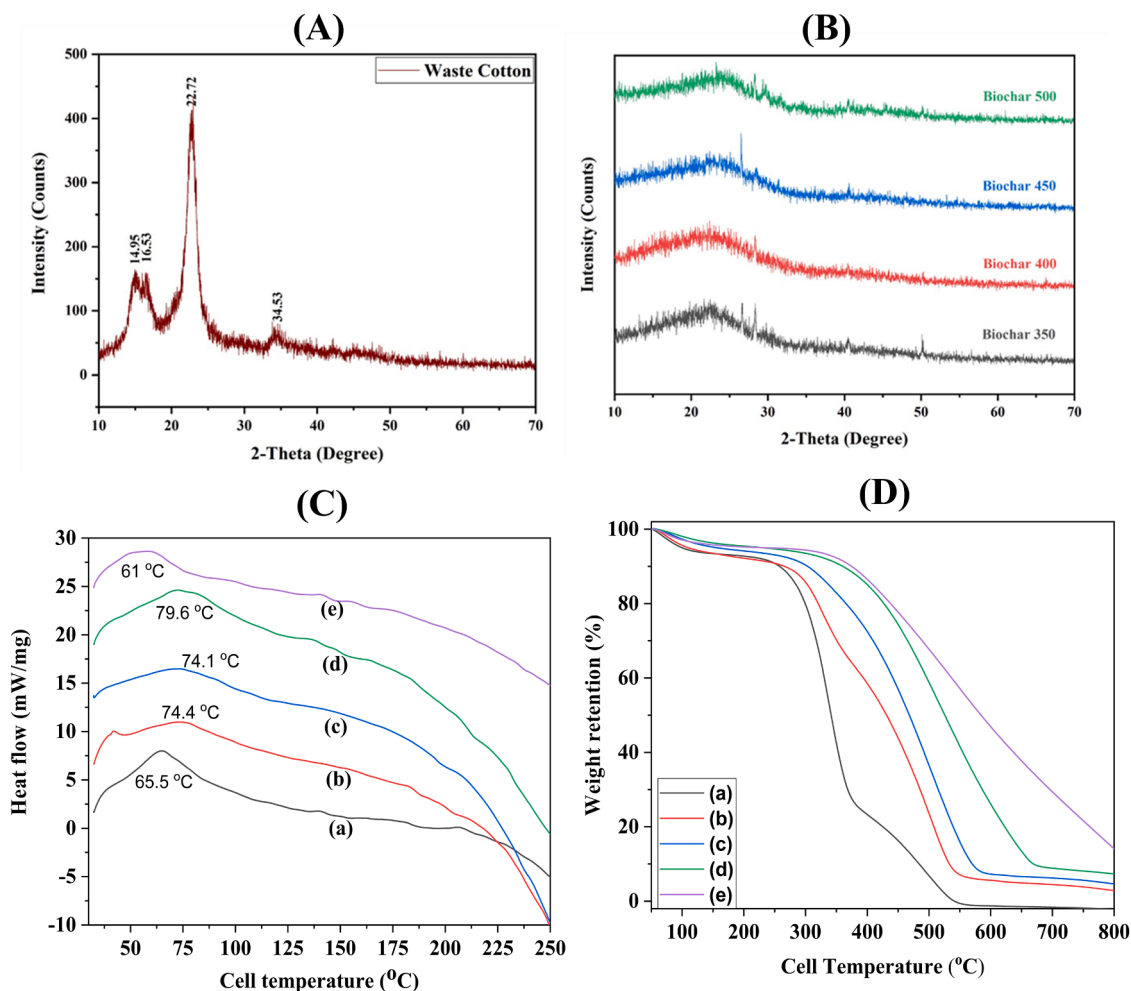 (A)
500
400
300
200
100
0
Intensity (Counts)
Waste Cotton
14.95
16.53
22.72
34.53
10 20 30 40 50 60 70
2-Theta (Degree)
(B)
Intensity (Counts)
Biochar 500
Biochar 450
Biochar 400
Biochar 350
10 20 30 40 50 60 70
2-Theta (Degree)
(C)
30
25
20
15
10
5
0
-5
-10
Heat flow (mW/mg)
61 °C
(e)
79.6 °C
(d)
74.1 °C
(c)
74.4 °C
(b)
65.5 °C
(a)
50 75 100 125 150 175 200 225 250
Cell temperature (°C)
(D)
100
80
60
40
20
0
Weight retention (%)
(a)
(b)
(c)
(d)
(e)
100 200 300 400 500 600 700 800
Cell Temperature (°C)